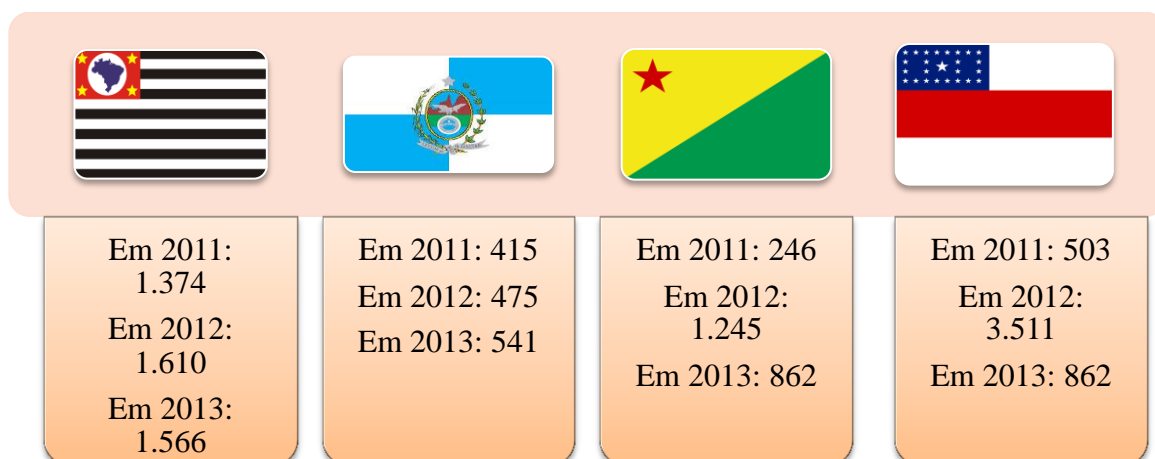 Em 2011:
1.374
Em 2012:
1.610
Em 2013:
1.566
Em 2011: 415
Em 2012: 475
Em 2013: 541
Em 2011: 246
Em 2012:
1.245
Em 2013: 862
Em 2011: 503
Em 2012:
3.511
Em 2013: 862